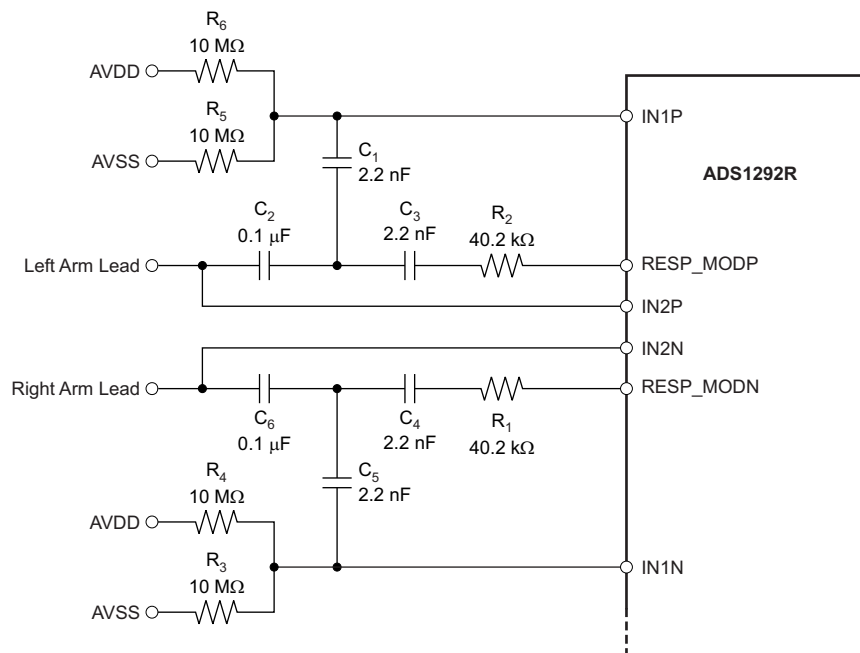 R6
10 MΩ
AVDD
R5
10 MΩ
AVSS
IN1P
C1
2.2 nF
ADS1292R
C2
0.1 μF
C3
2.2 nF
R2
40.2 kΩ
Left Arm Lead
RESP_MODP
IN2P
IN2N
Right Arm Lead
RESP_MODN
C6
0.1 μF
C4
2.2 nF
R1
40.2 kΩ
C5
2.2 nF
R4
10 MΩ
AVDD
R3
10 MΩ
AVSS
IN1N